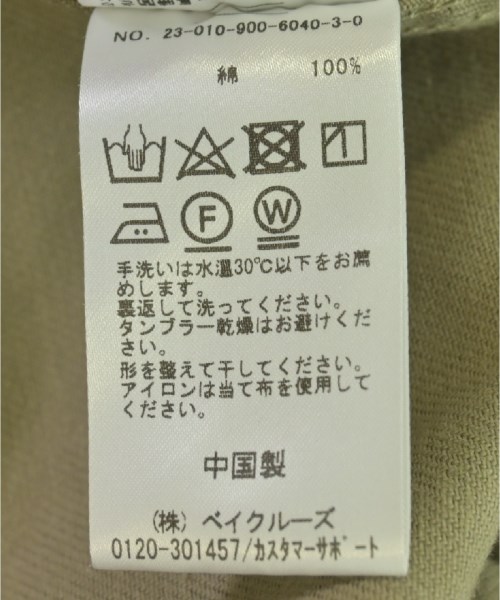 NO. 23-010-900-6040-3-0
綿 100%
F W
手洗いは水温30℃以下をお薦
めします。
裏返して洗ってください。
タンブラー乾燥はお避けくだ
さい。
形を整えて干してください。
アイロンは当て布を使用して
ください。
中国製
(株) ベイクルーズ
0120-301457/カスタマーサポート